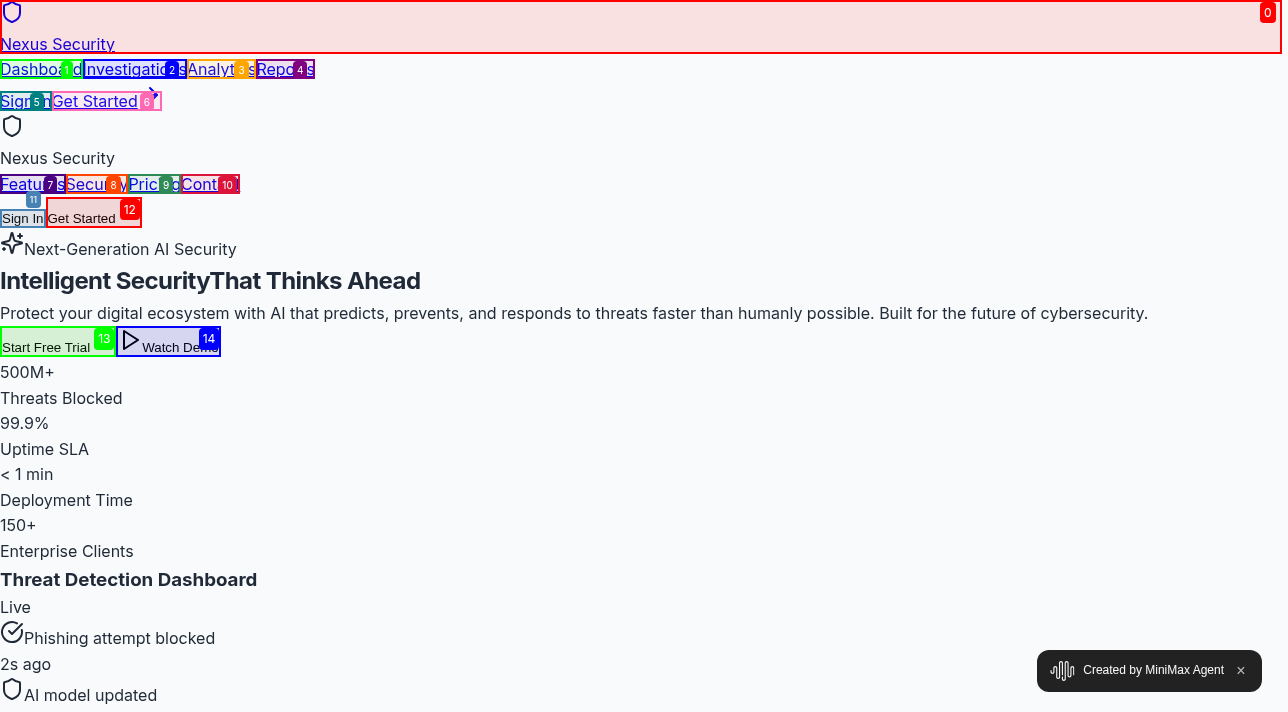 0
Nexus Security
Dashboard 1 Investigations 2 Analytics 3 Reports 4
Sign In 5 Get Started 6
Nexus Security
Features 7 Security 8 Pricing 9 Contact 10
11
Sign In Get Started 12
Next-Generation AI Security
Intelligent SecurityThat Thinks Ahead
Protect your digital ecosystem with AI that predicts, prevents, and responds to threats faster than humanly possible. Built for the future of cybersecurity.
Start Free Trial 13 Watch Demo 14
500M+
Threats Blocked
99.9%
Uptime SLA
< 1 min
Deployment Time
150+
Enterprise Clients
Threat Detection Dashboard
Live
Phishing attempt blocked
2s ago
AI model updated
Created by MiniMax Agent ×